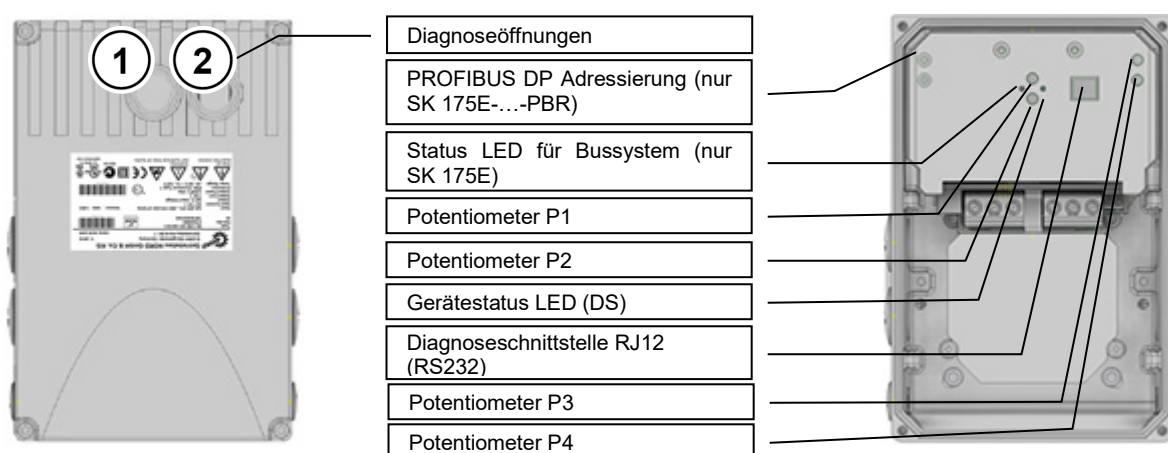 1
2
Diagnoseöffnungen
PROFIBUS DP Adressierung (nur
SK 175E-…-PBR)
Status LED für Bussystem (nur
SK 175E)
Potentiometer P1
Potentiometer P2
Gerätestatus LED (DS)
Diagnoseschnittstelle RJ12
(RS232)
Potentiometer P3
Potentiometer P4